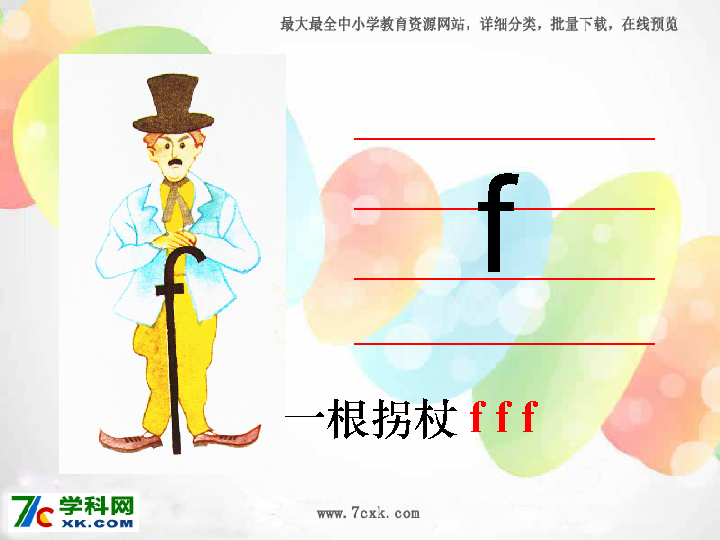 最大最全中小学教育资源网站，详细分类，批量下载，在线预览
f
f
一根拐杖 f f f
7c 学科网
XK.COM
www.7cxk.com